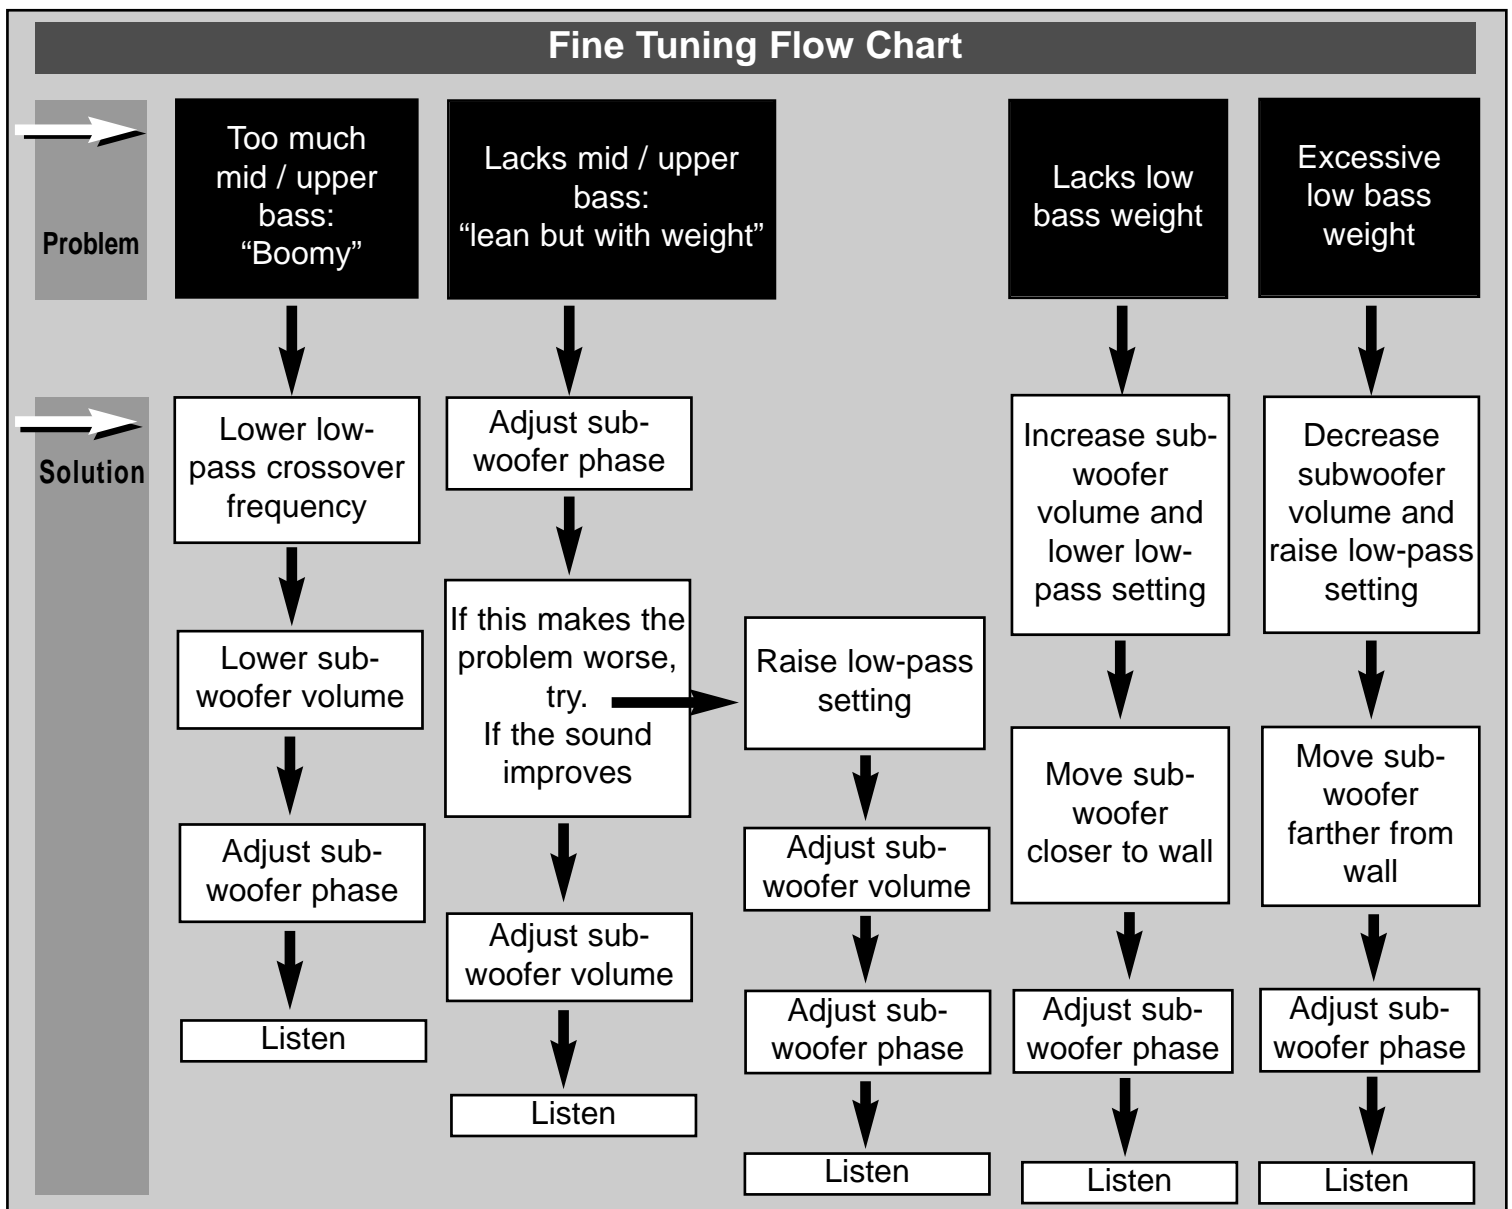 Fine Tuning Flow Chart
Problem
Too much
mid / upper
bass:
“Boomy”
Lacks mid / upper
bass:
“lean but with weight”
Lacks low
bass weight
Excessive
low bass
weight
Solution
Lower low-
pass crossover
frequency
Lower sub-
woofer volume
Adjust sub-
woofer phase
Listen
Adjust sub-
woofer phase
If this makes the
problem worse,
try.
If the sound
improves
Adjust sub-
woofer volume
Listen
Raise low-pass
setting
Adjust sub-
woofer volume
Adjust sub-
woofer phase
Listen
Increase sub-
woofer
volume and
lower low-
pass setting
Move sub-
woofer
closer to wall
Adjust sub-
woofer phase
Listen
Decrease
subwoofer
volume and
raise low-pass
setting
Move sub-
woofer
farther from
wall
Adjust sub-
woofer phase
Listen